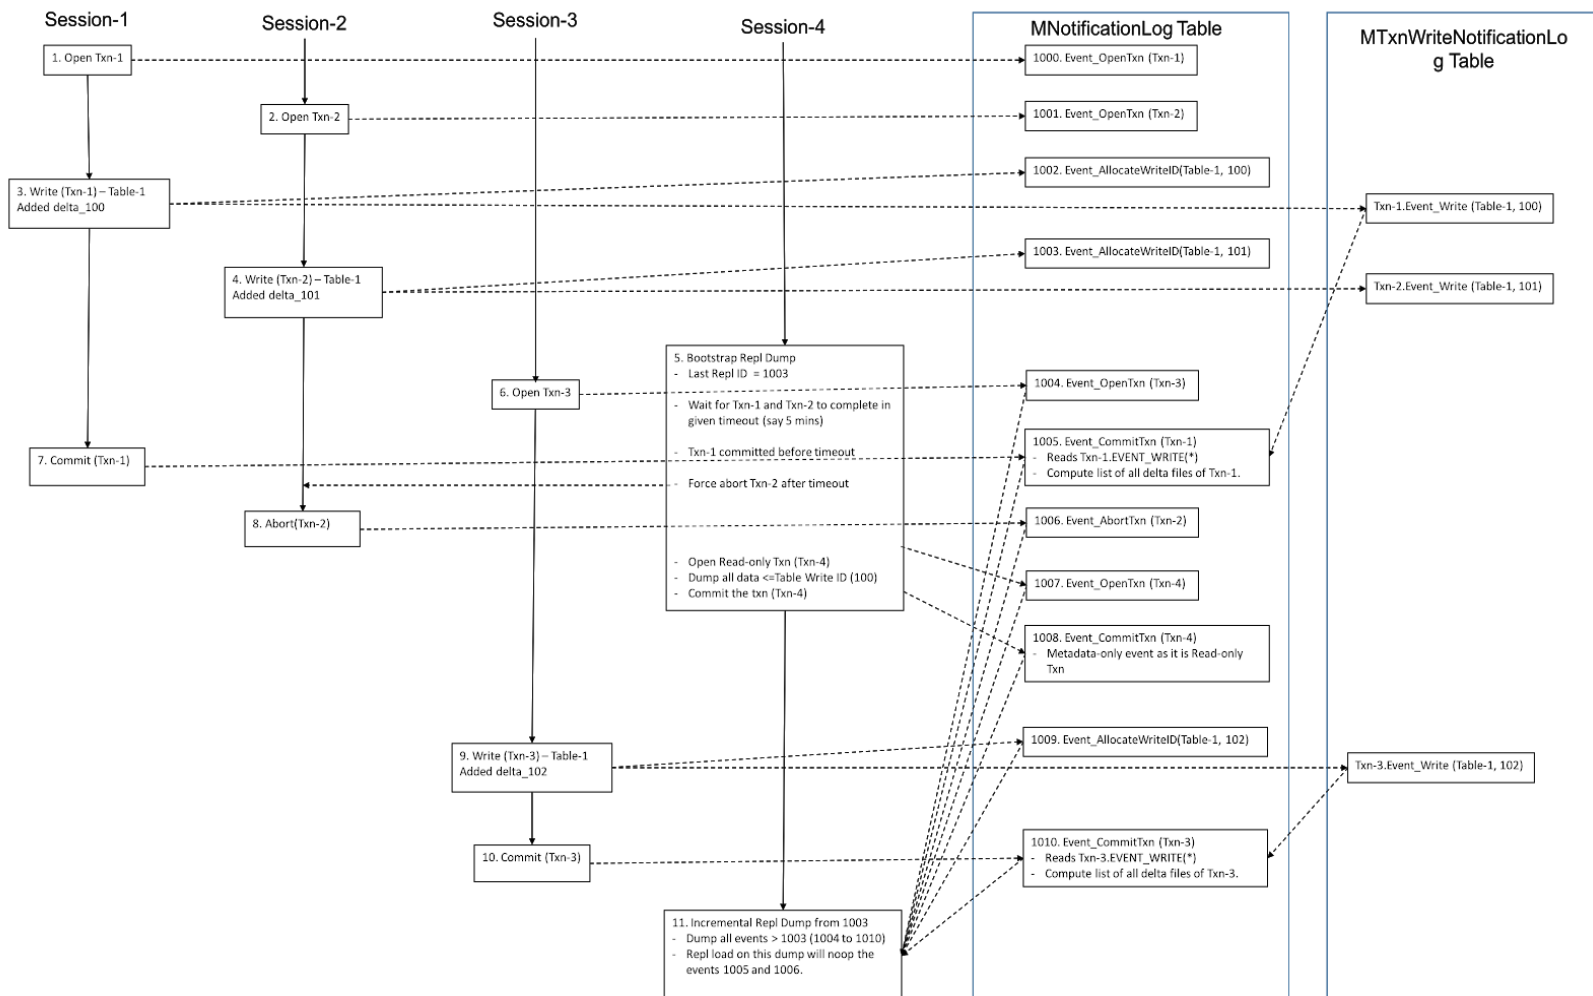 Session-1
Session-2
Session-3
Session-4
MNotificationLog Table
MTxnWriteNotificationLo
g Table
1. Open Txn-1
1000. Event_OpenTxn (Txn-1)
2. Open Txn-2
1001. Event_OpenTxn (Txn-2)
3. Write (Txn-1) – Table-1
Added delta_100
1002. Event_AllocateWriteID(Table-1, 100)
Txn-1.Event_Write (Table-1, 100)
4. Write (Txn-2) – Table-1
Added delta_101
1003. Event_AllocateWriteID(Table-1, 101)
Txn-2.Event_Write (Table-1, 101)
5. Bootstrap Repl Dump
- Last Repl ID = 1003
- Wait for Txn-1 and Txn-2 to complete in
given timeout (say 5 mins)
- Txn-1 committed before timeout
- Force abort Txn-2 after timeout
- Open Read-only Txn (Txn-4)
- Dump all data <=Table Write ID (100)
- Commit the txn (Txn-4)
6. Open Txn-3
1004. Event_OpenTxn (Txn-3)
7. Commit (Txn-1)
1005. Event_CommitTxn (Txn-1)
- Reads Txn-1.EVENT_WRITE(*)
- Compute list of all delta files of Txn-1.
8. Abort(Txn-2)
1006. Event_AbortTxn (Txn-2)
1007. Event_OpenTxn (Txn-4)
1008. Event_CommitTxn (Txn-4)
- Metadata-only event as it is Read-only
Txn
9. Write (Txn-3) – Table-1
Added delta_102
1009. Event_AllocateWriteID(Table-1, 102)
Txn-3.Event_Write (Table-1, 102)
10. Commit (Txn-3)
1010. Event_CommitTxn (Txn-3)
- Reads Txn-3.EVENT_WRITE(*)
- Compute list of all delta files of Txn-3.
11. Incremental Repl Dump from 1003
- Dump all events > 1003 (1004 to 1010)
- Repl load on this dump will noop the
events 1005 and 1006.